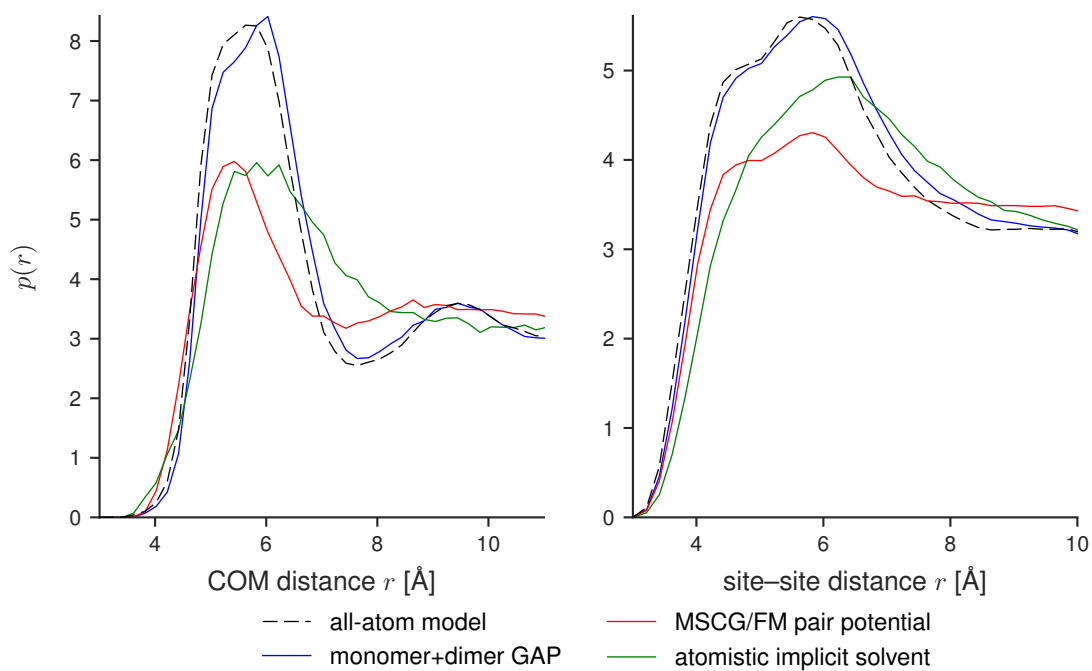 p(r)
8
7
6
5
4
3
2
1
0
4 6 8 10
COM distance r [Å]
5
4
3
2
1
0
4 6 8 10
site–site distance r [Å]
all-atom model
monomer+dimer GAP
MSCG/FM pair potential
atomistic implicit solvent